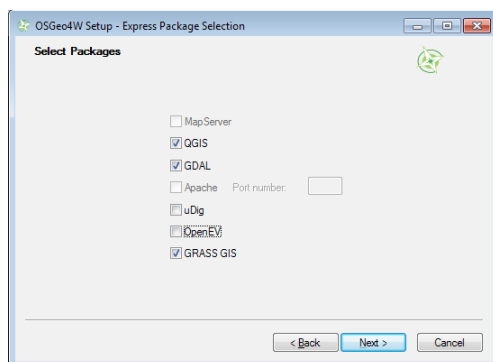 OSGeo4W Setup - Express Package Selection
Select Packages
MapServer
QGIS
GDAL
Apache Port number:
uDig
OpenEV
GRASS GIS
< Back Next > Cancel